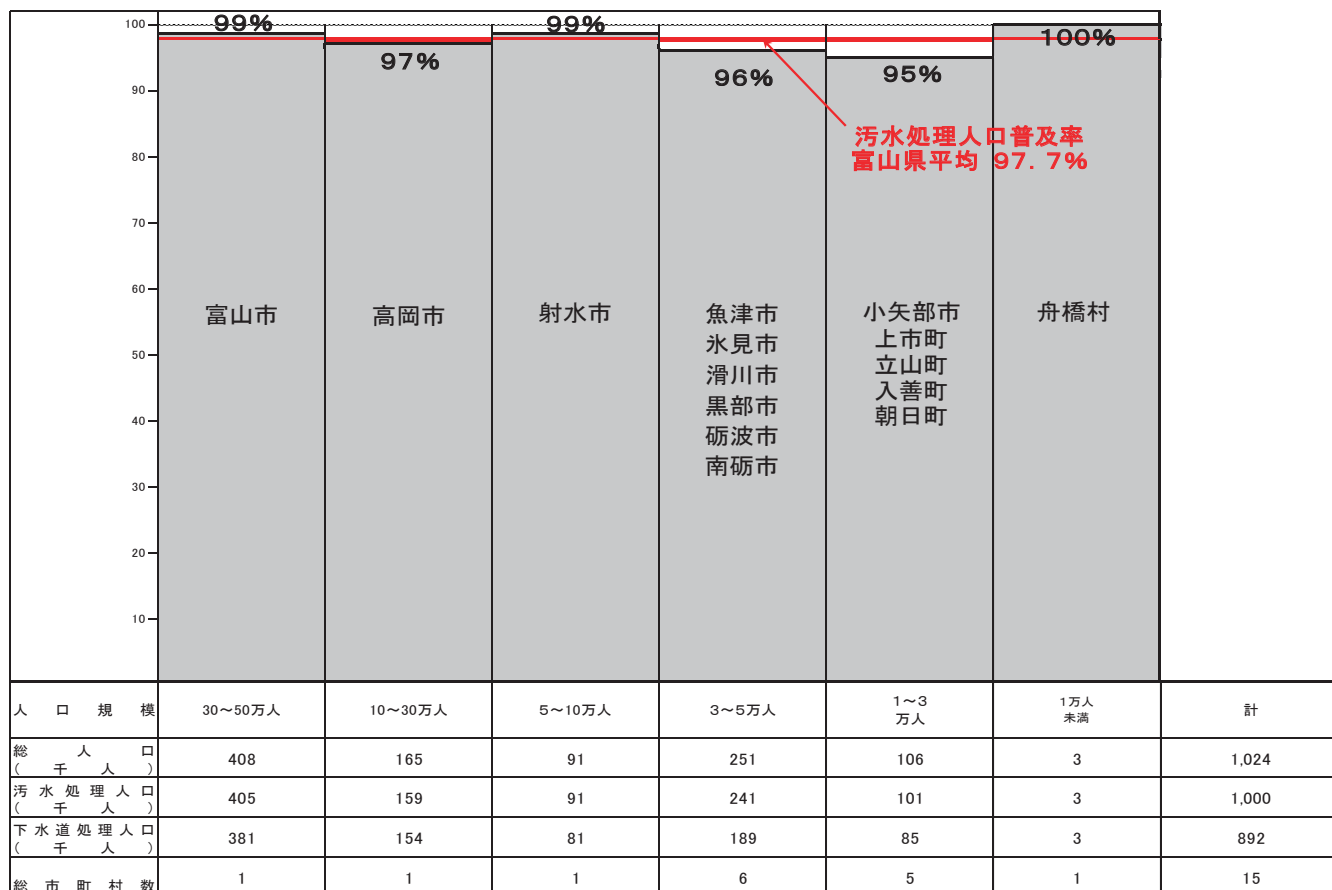 100
90
80
70
60
50
40
30
20
10
99%
97%
99%
96%
95%
100%
汚水処理人口普及率
富山県平均 97.7%
富山市
高岡市
射水市
魚津市
氷見市
滑川市
黒部市
砺波市
南砺市
小矢部市
上市町
立山町
入善町
朝日町
舟橋村
人口規模 30～50万人 10～30万人 5～10万人 3～5万人 1～3万人 1万人未満 計
総人口(千人) 408 165 91 251 106 3 1,024
汚水処理人口(千人) 405 159 91 241 101 3 1,000
下水道処理人口(千人) 381 154 81 189 85 3 892
総市町村数 1 1 1 6 5 1 15